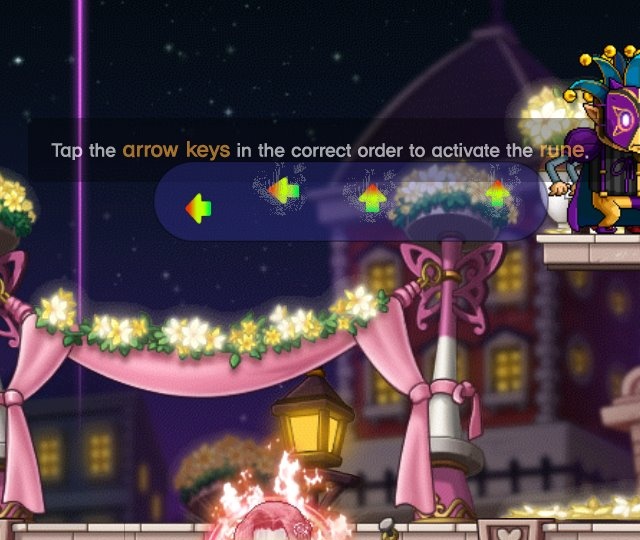 Tap the arrow keys in the correct order to activate the rune.